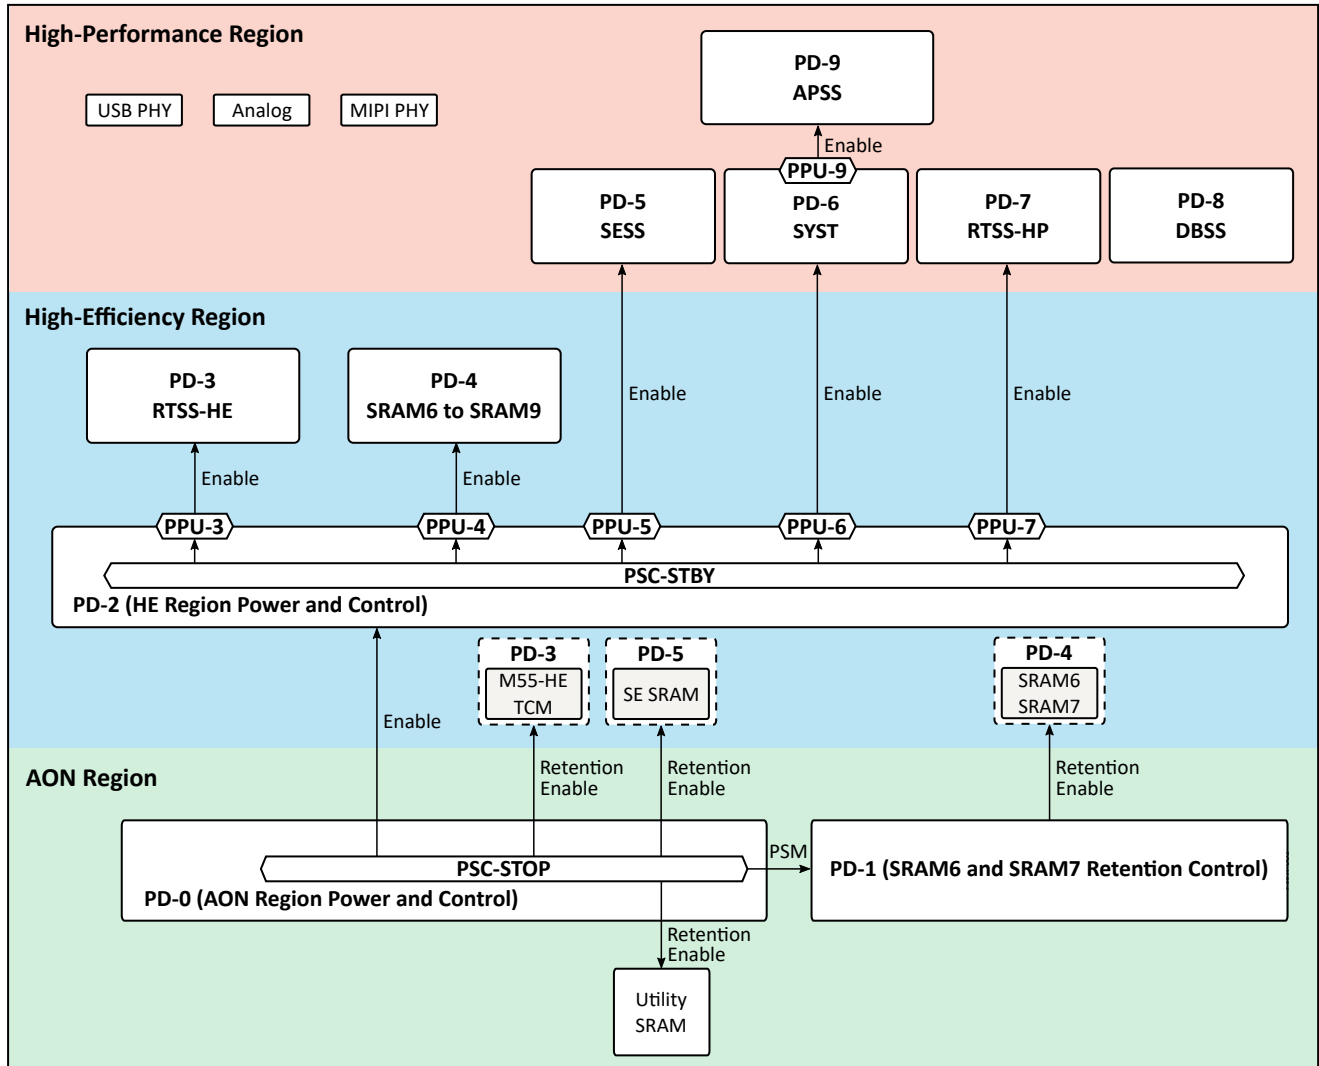 High-Performance Region
PD-9
APSS
USB PHY
Analog
MIPI PHY
Enable
PPU-9
PD-5
SESS
PD-6
SYST
PD-7
RTSS-HP
PD-8
DBSS
High-Efficiency Region
PD-3
RTSS-HE
PD-4
SRAM6 to SRAM9
Enable
Enable
Enable
Enable
Enable
PPU-3
PPU-4
PPU-5
PPU-6
PPU-7
PSC-STBY
PD-2 (HE Region Power and Control)
PD-3
M55-HE
TCM
PD-5
SE SRAM
PD-4
SRAM6
SRAM7
Enable
AON Region
Retention
Enable
Retention
Enable
Retention
Enable
PSC-STOP
PD-0 (AON Region Power and Control)
PSM
PD-1 (SRAM6 and SRAM7 Retention Control)
Retention
Enable
Utility
SRAM